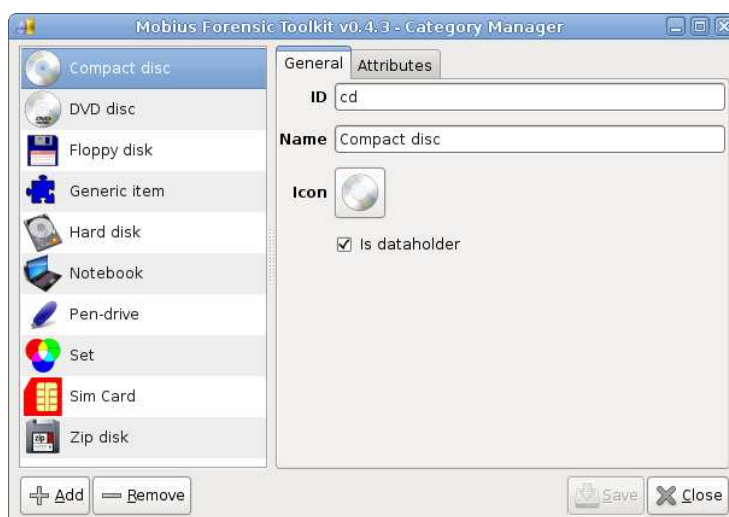 Mobius Forensic Toolkit v0.4.3 - Category Manager
Compact disc
DVD disc
Floppy disk
Generic item
Hard disk
Notebook
Pen-drive
Set
Sim Card
Zip disk
General
Attributes
ID
cd
Name
Compact disc
Icon
Is dataholder
Add
Remove
Save
Close
DVD
zip